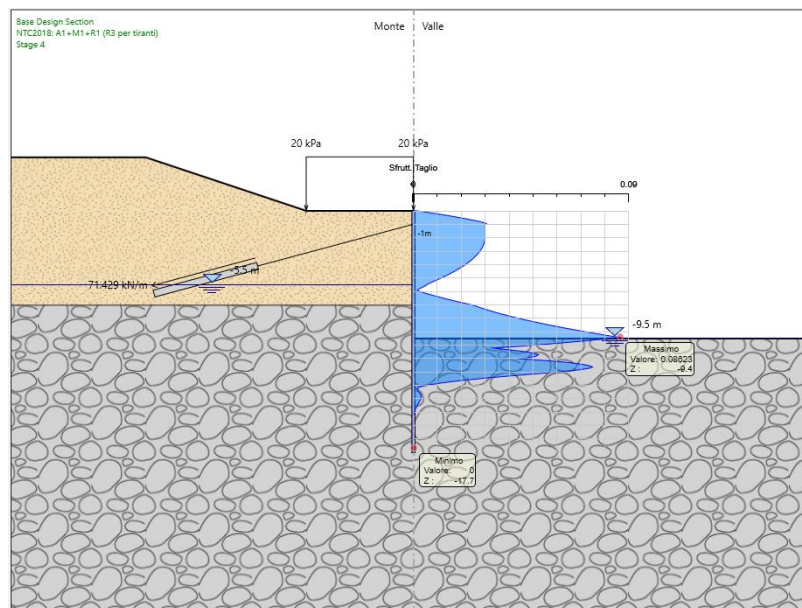 Base Design Section
NTC2018: A1+M1+R1 (R3 per tiranti)
Stage 4
Monte
Valle
20 kPa
20 kPa
Sfrutt. Taglio
0.09
-1m
-5.5 m
71.429 kN/m
-9.5 m
Massimo
Valore: 0.08623
Z : -9.4
Minimo
Valore: 0
Z : -17.7